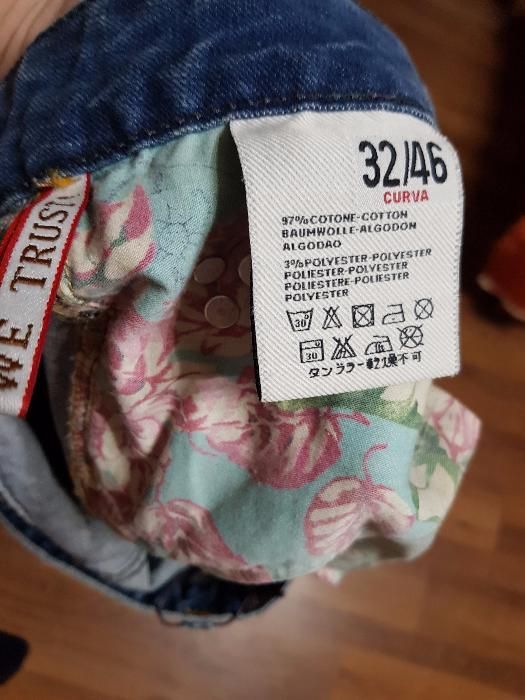 WE TRUST
32/46
CURVA
97% COTONE-COTTON
BAUMWOLLE-ALGODON
ALGODAO
3% POLYESTER-POLYESTER
POLIESTER-POLYESTER
POLIESTERE-POLIESTER
POLYESTER
30
30